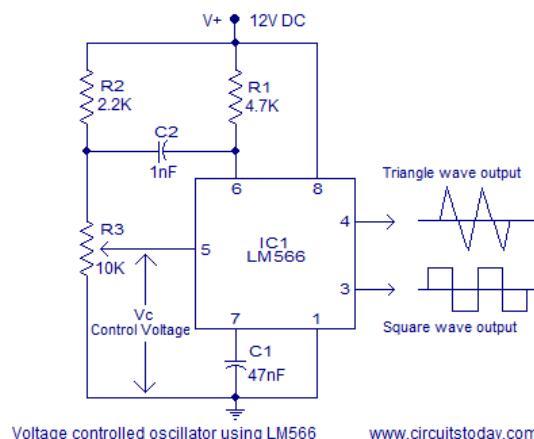 V+ 12V DC
R2
2.2K
R1
4.7K
C2
1nF
6
8
Triangle wave output
4
R3
10K
5
IC1
LM566
3
Vc
Control Voltage
7
1
Square wave output
C1
47nF
Voltage controlled oscillator using LM566
www.circuitstoday.com